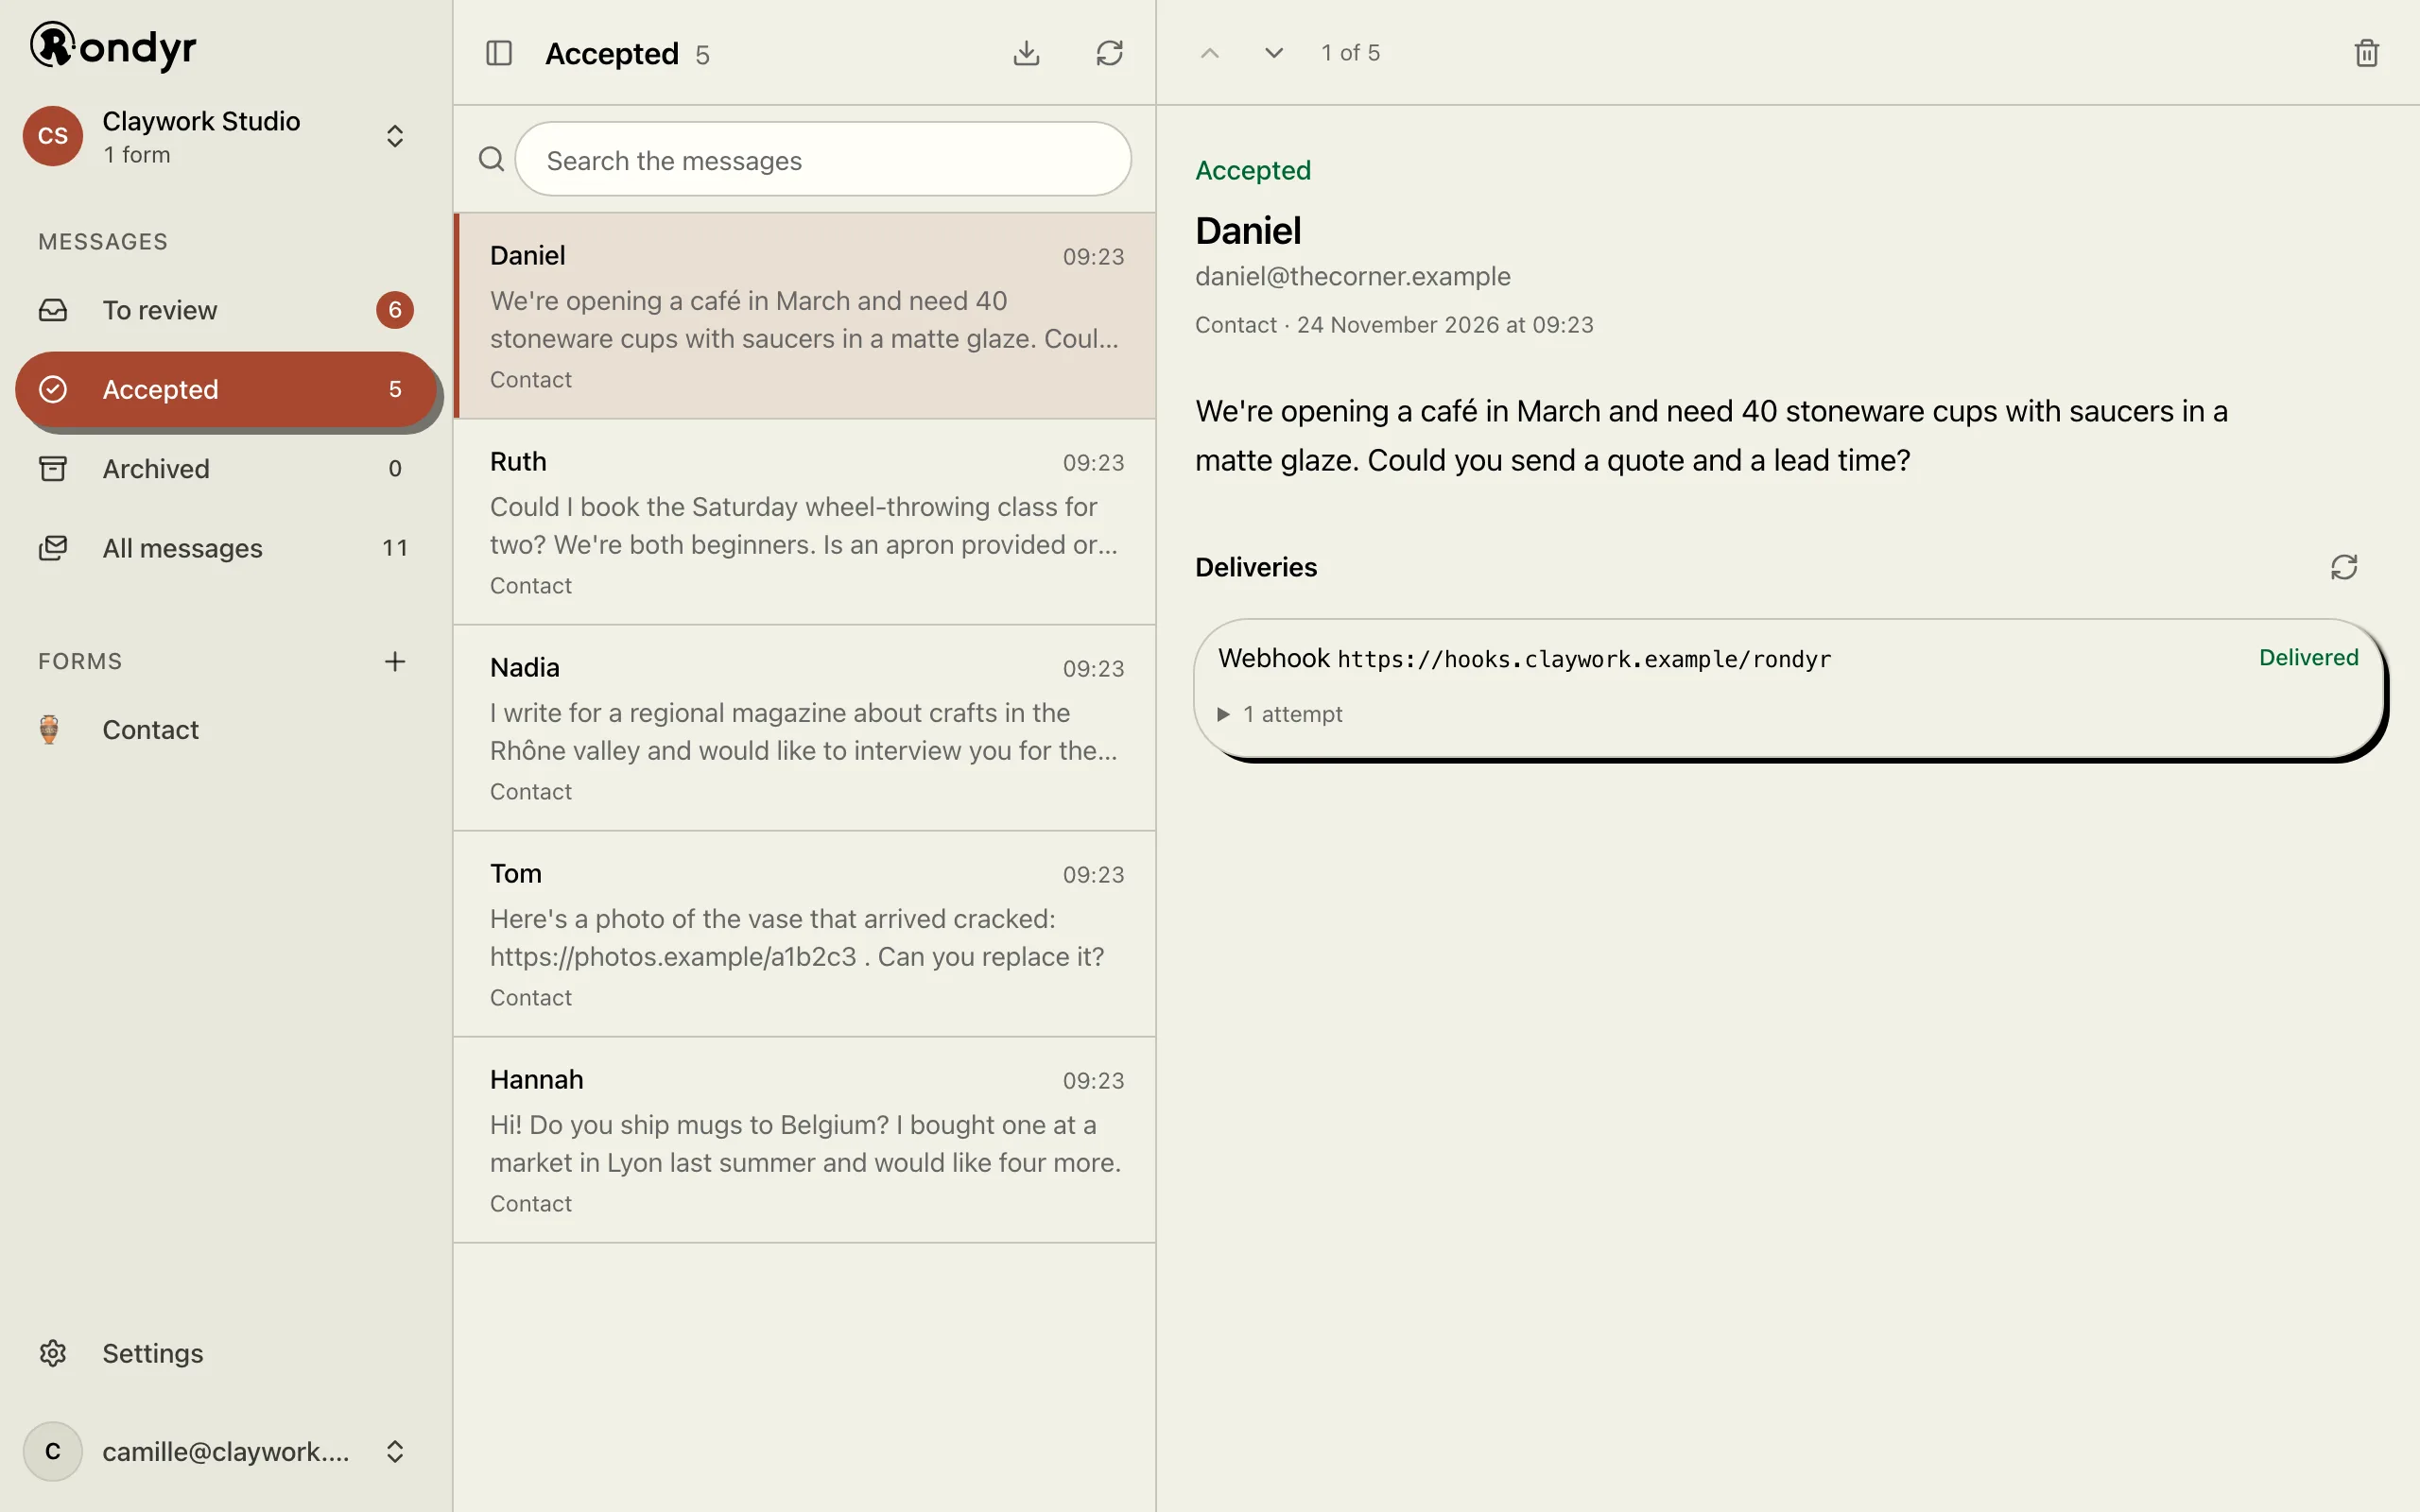 Rondyr
CS
Claywork Studio
1 form
MESSAGES
To review 6
Accepted 5
Archived 0
All messages 11
FORMS
Contact
Settings
C
camille@claywork....
Accepted 5
Search the messages
Daniel 09:23
We're opening a café in March and need 40
stoneware cups with saucers in a matte glaze. Coul...
Contact
Ruth 09:23
Could I book the Saturday wheel-throwing class for
two? We're both beginners. Is an apron provided or...
Contact
Nadia 09:23
I write for a regional magazine about crafts in the
Rhône valley and would like to interview you for the...
Contact
Tom 09:23
Here's a photo of the vase that arrived cracked:
https://photos.example/a1b2c3 . Can you replace it?
Contact
Hannah 09:23
Hi! Do you ship mugs to Belgium? I bought one at a
market in Lyon last summer and would like four more.
Contact
1 of 5
Accepted
Daniel
daniel@thecorner.example
Contact · 24 November 2026 at 09:23
We're opening a café in March and need 40 stoneware cups with saucers in a
matte glaze. Could you send a quote and a lead time?
Deliveries
Webhook https://hooks.claywork.example/rondyr Delivered
1 attempt